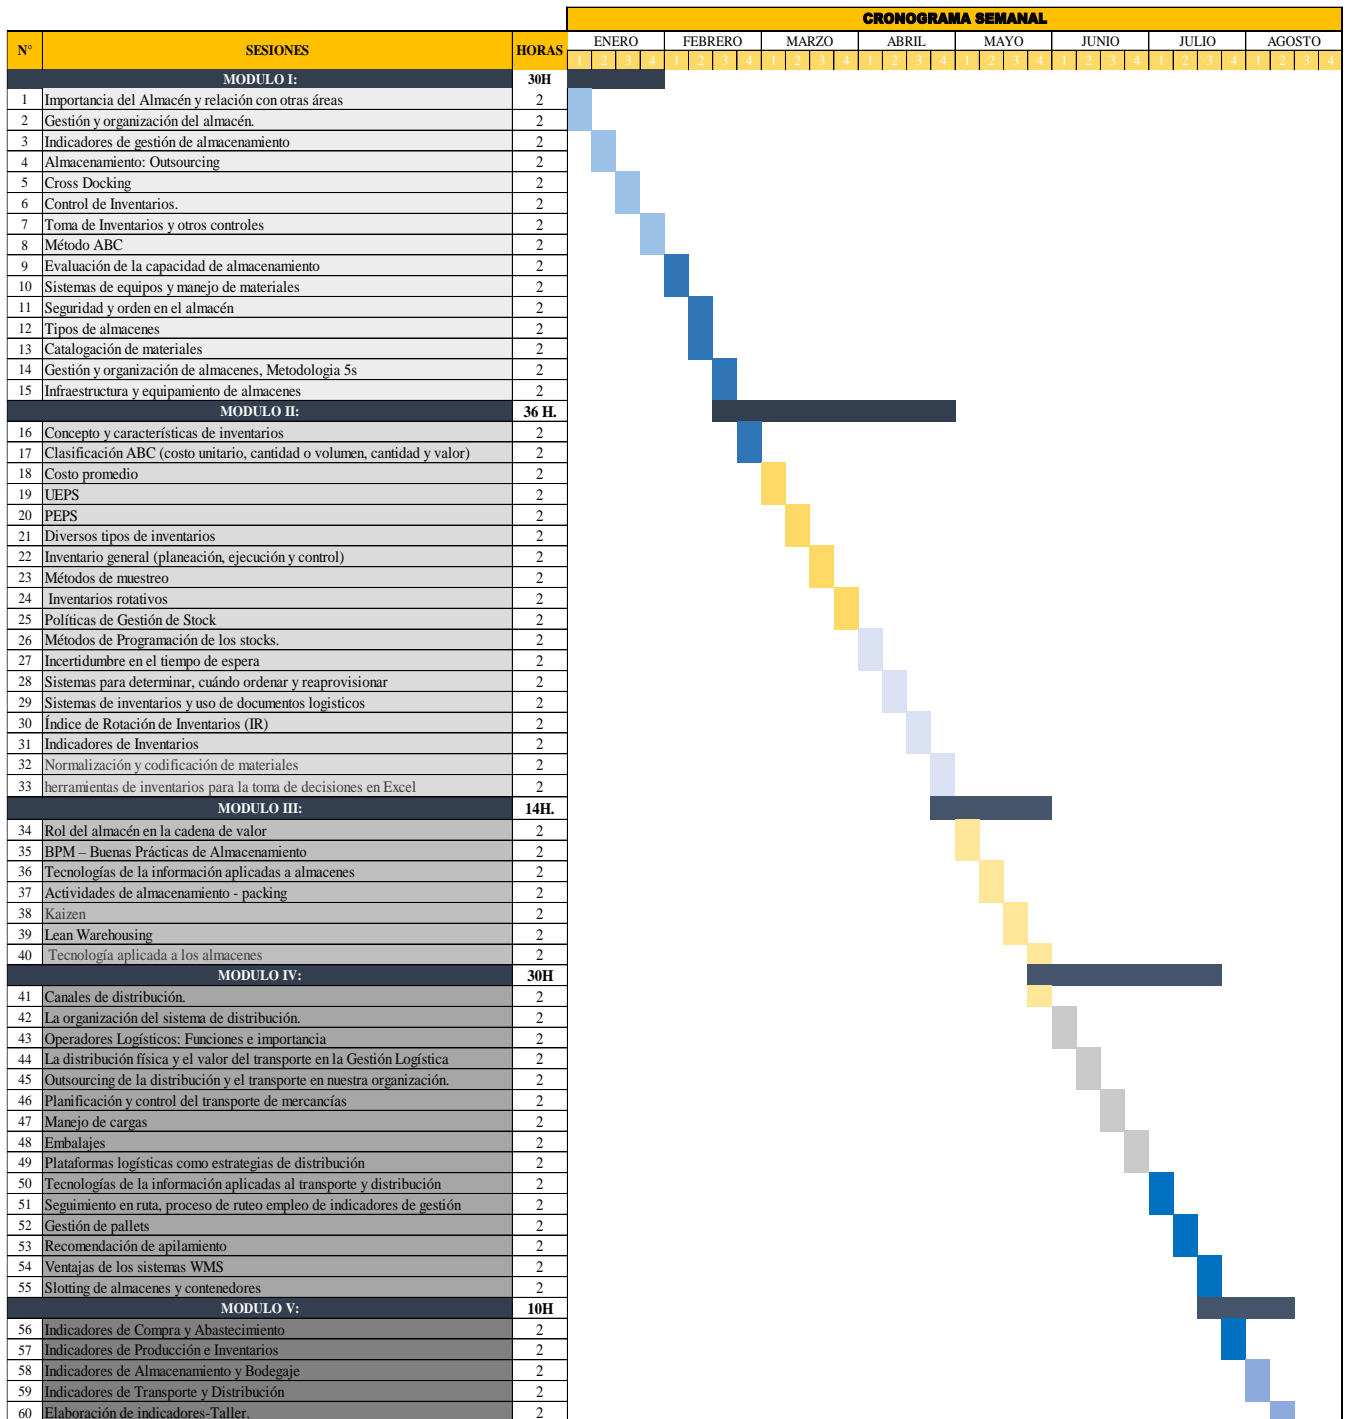 CRONOGRAMA SEMANAL
N° SESIONES HORAS ENERO FEBRERO MARZO ABRIL MAYO JUNIO JULIO AGOSTO
1 2 3 4 1 2 3 4 1 2 3 4 1 2 3 4 1 2 3 4 1 2 3 4 1 2 3 4 1 2 3 4
MODULO I: 30H
1 Importancia del Almacén y relación con otras áreas 2
2 Gestión y organización del almacén. 2
3 Indicadores de gestión de almacenamiento 2
4 Almacenamiento: Outsourcing 2
5 Cross Docking 2
6 Control de Inventarios. 2
7 Toma de Inventarios y otros controles 2
8 Método ABC 2
9 Evaluación de la capacidad de almacenamiento 2
10 Sistemas de equipos y manejo de materiales 2
11 Seguridad y orden en el almacén 2
12 Tipos de almacenes 2
13 Catalogación de materiales 2
14 Gestión y organización de almacenes, Metodologia 5s 2
15 Infraestructura y equipamiento de almacenes 2
MODULO II: 36 H.
16 Concepto y características de inventarios 2
17 Clasificación ABC (costo unitario, cantidad o volumen, cantidad y valor) 2
18 Costo promedio 2
19 UEPS 2
20 PEPS 2
21 Diversos tipos de inventarios 2
22 Inventario general (planeación, ejecución y control) 2
23 Métodos de muestreo 2
24 Inventarios rotativos 2
25 Políticas de Gestión de Stock 2
26 Métodos de Programación de los stocks. 2
27 Incertidumbre en el tiempo de espera 2
28 Sistemas para determinar, cuándo ordenar y reaprovisionar 2
29 Sistemas de inventarios y uso de documentos logisticos 2
30 Índice de Rotación de Inventarios (IR) 2
31 Indicadores de Inventarios 2
32 Normalización y codificación de materiales 2
33 herramientas de inventarios para la toma de decisiones en Excel 2
MODULO III: 14H.
34 Rol del almacén en la cadena de valor 2
35 BPM – Buenas Prácticas de Almacenamiento 2
36 Tecnologías de la información aplicadas a almacenes 2
37 Actividades de almacenamiento - packing 2
38 Kaizen 2
39 Lean Warehousing 2
40 Tecnología aplicada a los almacenes 2
MODULO IV: 30H
41 Canales de distribución. 2
42 La organización del sistema de distribución. 2
43 Operadores Logísticos: Funciones e importancia 2
44 La distribución física y el valor del transporte en la Gestión Logística 2
45 Outsourcing de la distribución y el transporte en nuestra organización. 2
46 Planificación y control del transporte de mercancías 2
47 Manejo de cargas 2
48 Embalajes 2
49 Plataformas logísticas como estrategias de distribución 2
50 Tecnologías de la información aplicadas al transporte y distribución 2
51 Seguimiento en ruta, proceso de ruteo empleo de indicadores de gestión 2
52 Gestión de pallets 2
53 Recomendación de apilamiento 2
54 Ventajas de los sistemas WMS 2
55 Slotting de almacenes y contenedores 2
MODULO V: 10H
56 Indicadores de Compra y Abastecimiento 2
57 Indicadores de Producción e Inventarios 2
58 Indicadores de Almacenamiento y Bodegaje 2
59 Indicadores de Transporte y Distribución 2
60 Elaboración de indicadores-Taller. 2